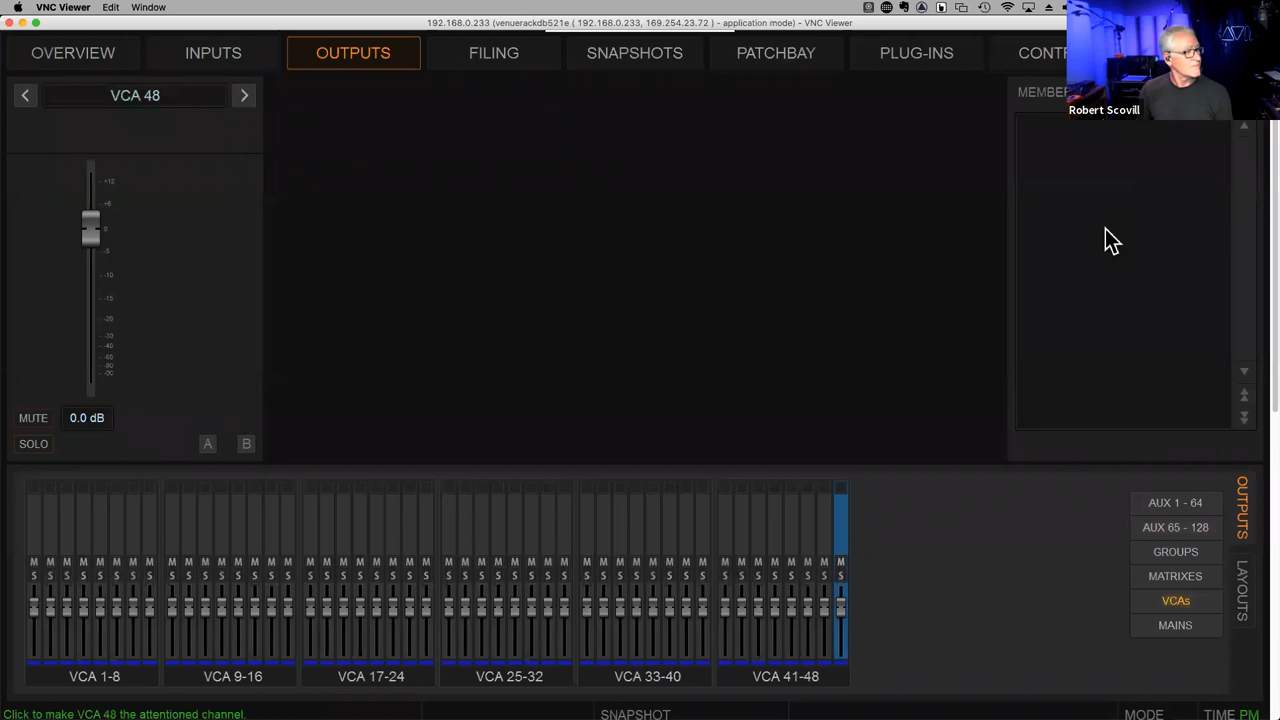 VNC Viewer Edit Window
192.168.0.233 (venuerackdb521e ( 192.168.0.233, 169.254.23.72 ) - application mode) - VNC Viewer
OVERVIEW INPUTS OUTPUTS FILING SNAPSHOTS PATCHBAY PLUG-INS
VCA 48
Robert Scovill
+12
+6
0
-5
-10
-15
-20
-30
-40
-60
-90
MUTE 0.0 dB
SOLO A B
OUTPUTS
LAYOUTS
AUX 1 - 64
AUX 65 - 128
GROUPS
MATRIXES
VCAs
MAINS
M M M M M M M M M M M M M M M M M M M M M M M M M M M M M M M M M M M M M M M M M M M M M M M M
S S S S S S S S S S S S S S S S S S S S S S S S S S S S S S S S S S S S S S S S S S S S S S S S
VCA 1-8 VCA 9-16 VCA 17-24 VCA 25-32 VCA 33-40 VCA 41-48
Click to make VCA 48 the attentioned channel. SNAPSHOT MODE TIME PM